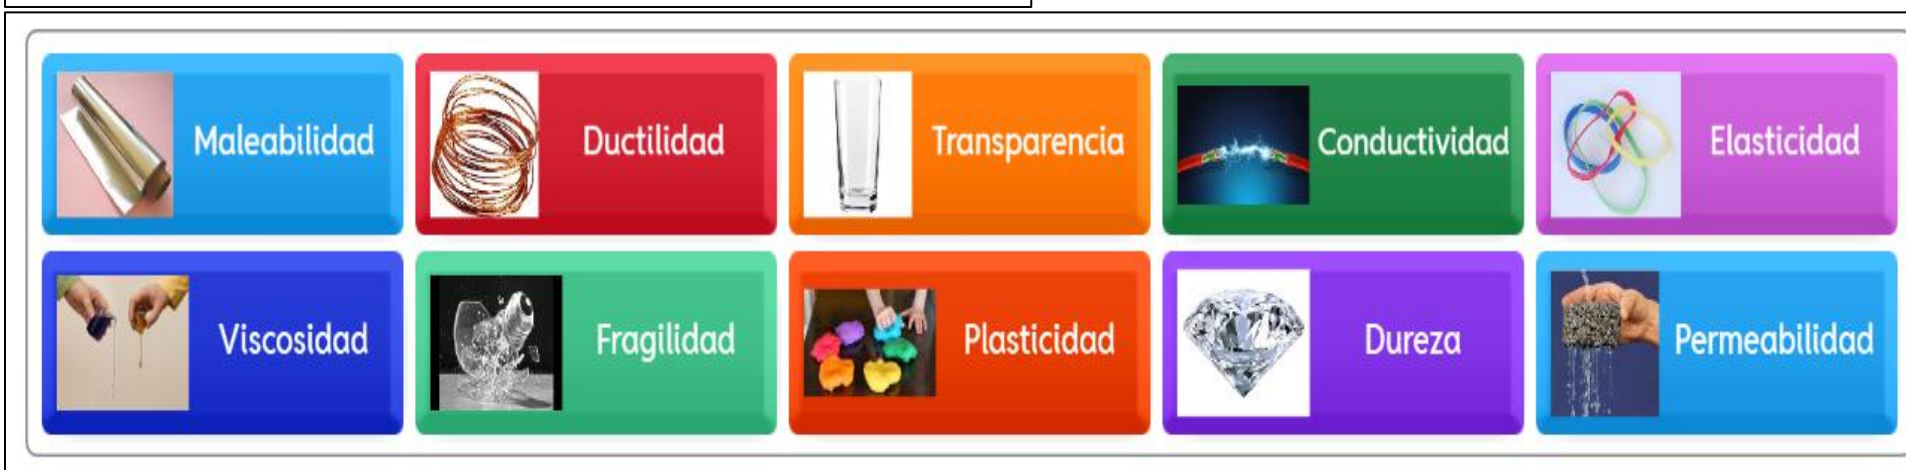 Maleabilidad
Ductilidad
Transparencia
Conductividad
Elasticidad
Viscosidad
Fragilidad
Plasticidad
Dureza
Permeabilidad